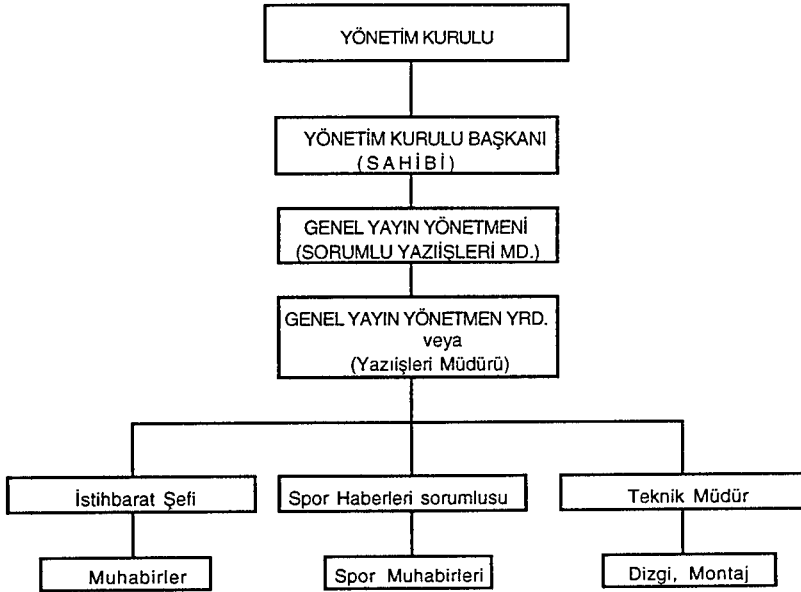 YÖNETİM KURULU
YÖNETİM KURULU BAŞKANI
(SAHİBİ)
GENEL YAYIN YÖNETMENİ
(SORUMLU YAZIİŞLERİ MD.)
GENEL YAYIN YÖNETMEN YRD.
veya
(Yazıişleri Müdürü)
İstihbarat Şefi
Spor Haberleri sorumlusu
Teknik Müdür
Muhabirler
Spor Muhabirleri
Dizgi, Montaj